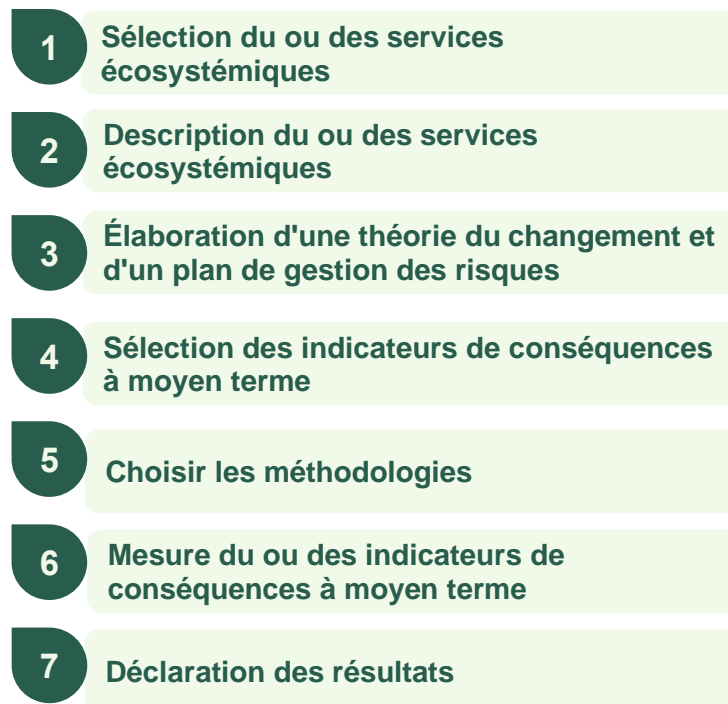 1
Sélection du ou des services
écosystémiques
2
Description du ou des services
écosystémiques
3
Élaboration d'une théorie du changement et
d'un plan de gestion des risques
4
Sélection des indicateurs de conséquences
à moyen terme
5
Choisir les méthodologies
6
Mesure du ou des indicateurs de
conséquences à moyen terme
7
Déclaration des résultats